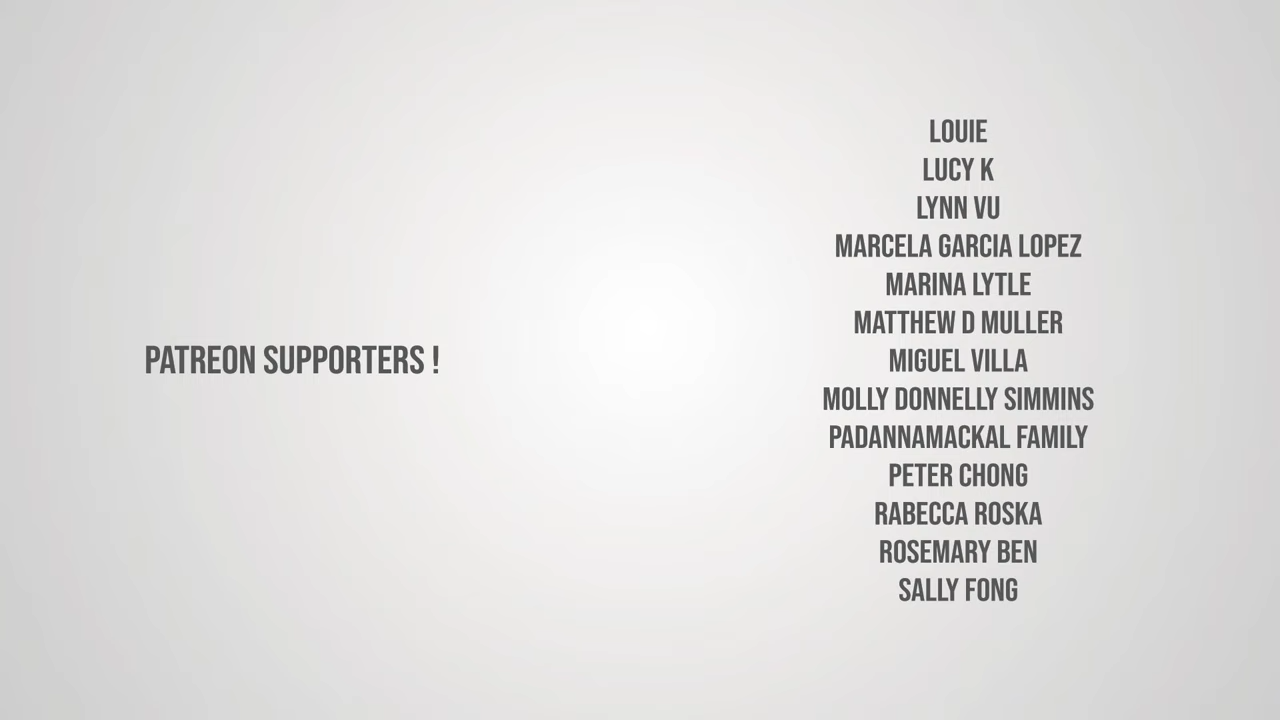 PATREON SUPPORTERS !
LOUIE
LUCY K
LYNN VU
MARCELA GARCIA LOPEZ
MARINA LYTLE
MATTHEW D MULLER
MIGUEL VILLA
MOLLY DONNELLY SIMMINS
PADANNAMACKAL FAMILY
PETER CHONG
RABECCA ROSKA
ROSEMARY BEN
SALLY FONG